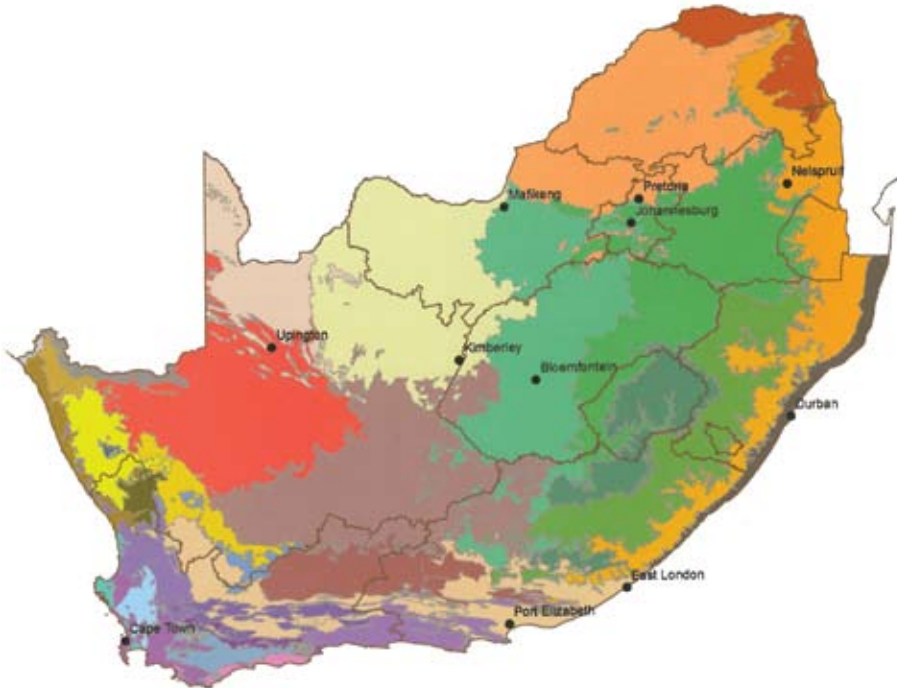 Nelspruit
Pretoria
Mafikeng
Johannesburg
Upington
Kimberley
Bloemfontein
Durban
East London
Port Elizabeth
Cape Town